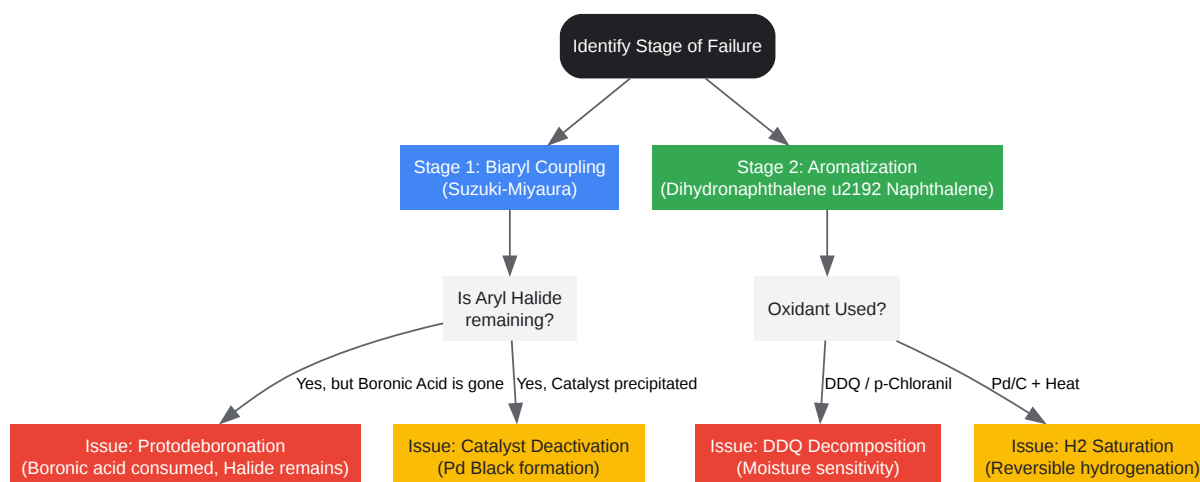 Identify Stage of Failure
Stage 1: Biaryl Coupling
(Suzuki-Miyaura)
Stage 2: Aromatization
(Dihydronaphthalene u2192 Naphthalene)
Is Aryl Halide
remaining?
Oxidant Used?
Yes, but Boronic Acid is gone
Yes, Catalyst precipitated
DDQ / p-Chloranil
Pd/C + Heat
Issue: Protodeboronation
(Boronic acid consumed, Halide remains)
Issue: Catalyst Deactivation
(Pd Black formation)
Issue: DDQ Decomposition
(Moisture sensitivity)
Issue: H2 Saturation
(Reversible hydrogenation)